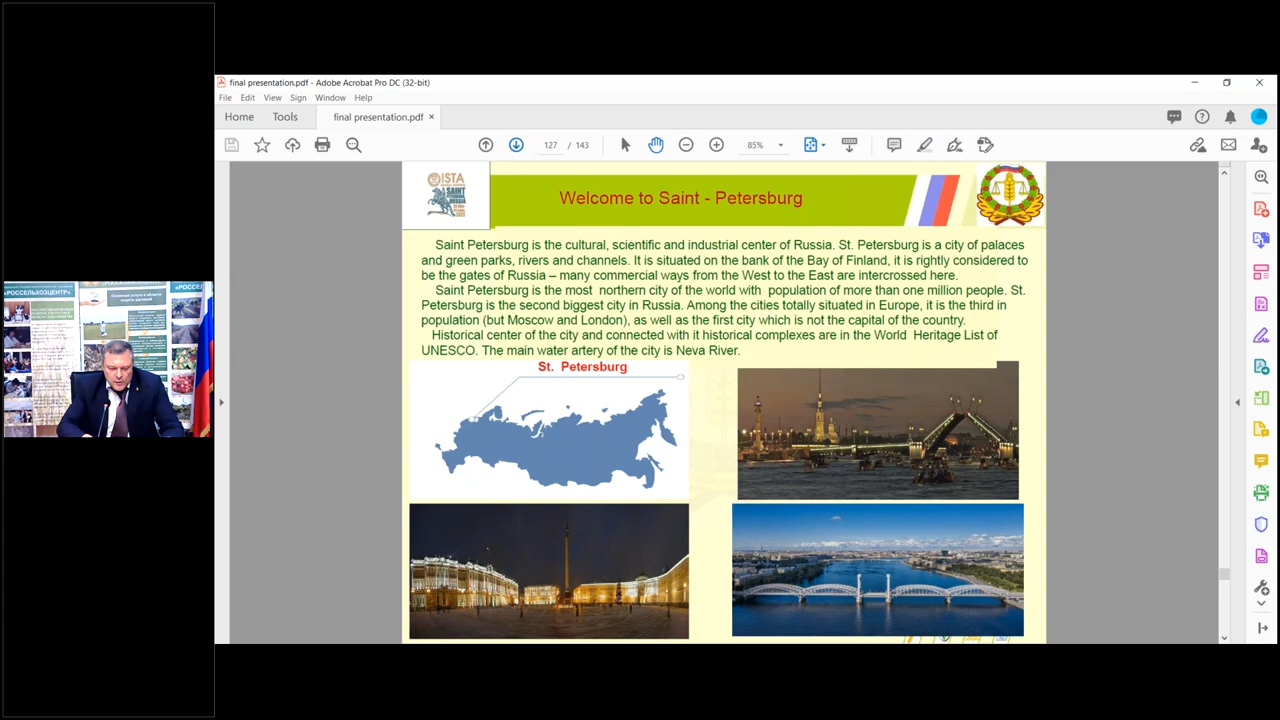 final presentation.pdf - Adobe Acrobat Pro DC (32-bit)
File Edit View Sign Window Help
Home Tools final presentation.pdf ×
127 / 143 85%
ISTA
SAINT
Welcome to Saint - Petersburg
Saint Petersburg is the cultural, scientific and industrial center of Russia. St. Petersburg is a city of palaces
and green parks, rivers and channels. It is situated on the bank of the Bay of Finland, it is rightly considered to
be the gates of Russia – many commercial ways from the West to the East are intercrossed here.
Saint Petersburg is the most northern city of the world with population of more than one million people. St.
Petersburg is the second biggest city in Russia. Among the cities totally situated in Europe, it is the third in
population (but Moscow and London), as well as the first city which is not the capital of the country.
Historical center of the city and connected with it historical complexes are in the World Heritage List of
UNESCO. The main water artery of the city is Neva River.
St. Petersburg
«РОССЕЛЬХОЗЦЕНТР»
«РОССЕЛ